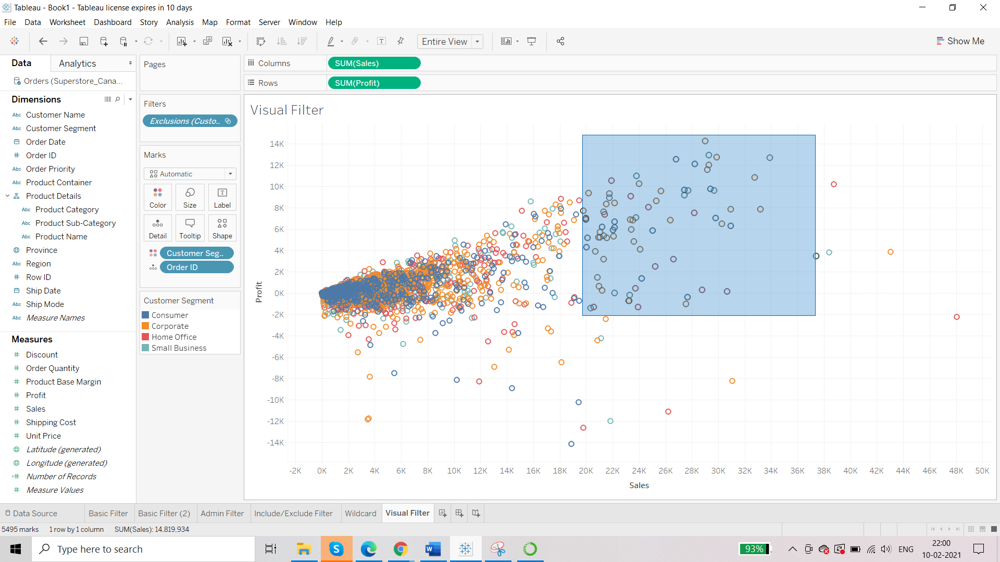 Tableau - Book1 - Tableau license expires in 10 days
File Data Worksheet Dashboard Story Analysis Map Format Server Window Help
Entire View
Show Me
Data Analytics
Orders (Superstore_Cana...
Dimensions
Abc Customer Name
Abc Customer Segment
Order Date
# Order ID
Abc Order Priority
Abc Product Container
Product Details
Abc Product Category
Abc Product Sub-Category
Abc Product Name
Province
Abc Region
# Row ID
Ship Date
Abc Ship Mode
Abc Measure Names
Measures
# Discount
# Order Quantity
# Product Base Margin
# Profit
# Sales
# Shipping Cost
# Unit Price
Latitude (generated)
Longitude (generated)
=# Number of Records
# Measure Values
Pages
Filters
Exclusions (Custo..
Marks
Automatic
Color Size Label
Detail Tooltip Shape
Customer Seg..
Order ID
Customer Segment
Consumer
Corporate
Home Office
Small Business
Columns SUM(Sales)
Rows SUM(Profit)
Visual Filter
14K
12K
10K
8K
6K
4K
2K
0K
-2K
-4K
-6K
-8K
-10K
-12K
-14K
Profit
-2K 0K 2K 4K 6K 8K 10K 12K 14K 16K 18K 20K 22K 24K 26K 28K 30K 32K 34K 36K 38K 40K 42K 44K 46K 48K 50K
Sales
Data Source Basic Filter Basic Filter (2) Admin Filter Include/Exclude Filter Wildcard Visual Filter
5495 marks 1 row by 1 column SUM(Sales): 14,819,934
Type here to search
93%
ENG
22:00
10-02-2021